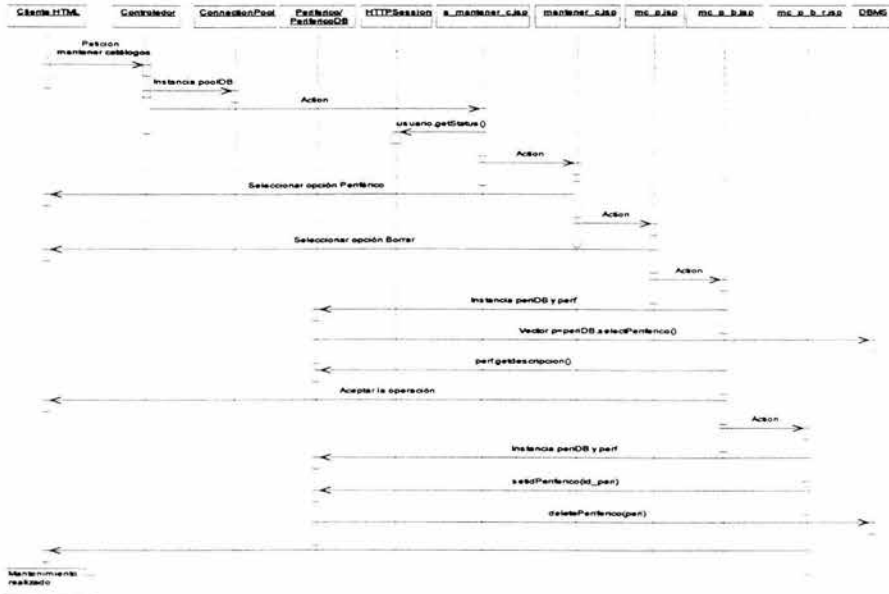 Cliente HTML
Controlador
ConnectionPool
Periferico/
PerifericoDB
HTTPSession
a_mantener_c.jsp
mantener_c.jsp
mc_p.jsp
mc_p_b.jsp
mc_p_b_r.jsp
DBMS
Peticion
mantener catálogos
Instancia poolDB
Action
usuario.getStatus()
Action
Seleccionar opción Periférico
Action
Seleccionar opción Borrar
Action
Instancia periDB y perf
Vector p=periDB.selectPeriferico()
perf.getdescripcion()
Aceptar la operación
Action
Instancia periDB y perf
setidPeriferico(id_peri)
deletePeriferico(peri)
Mantenimiento
realizado